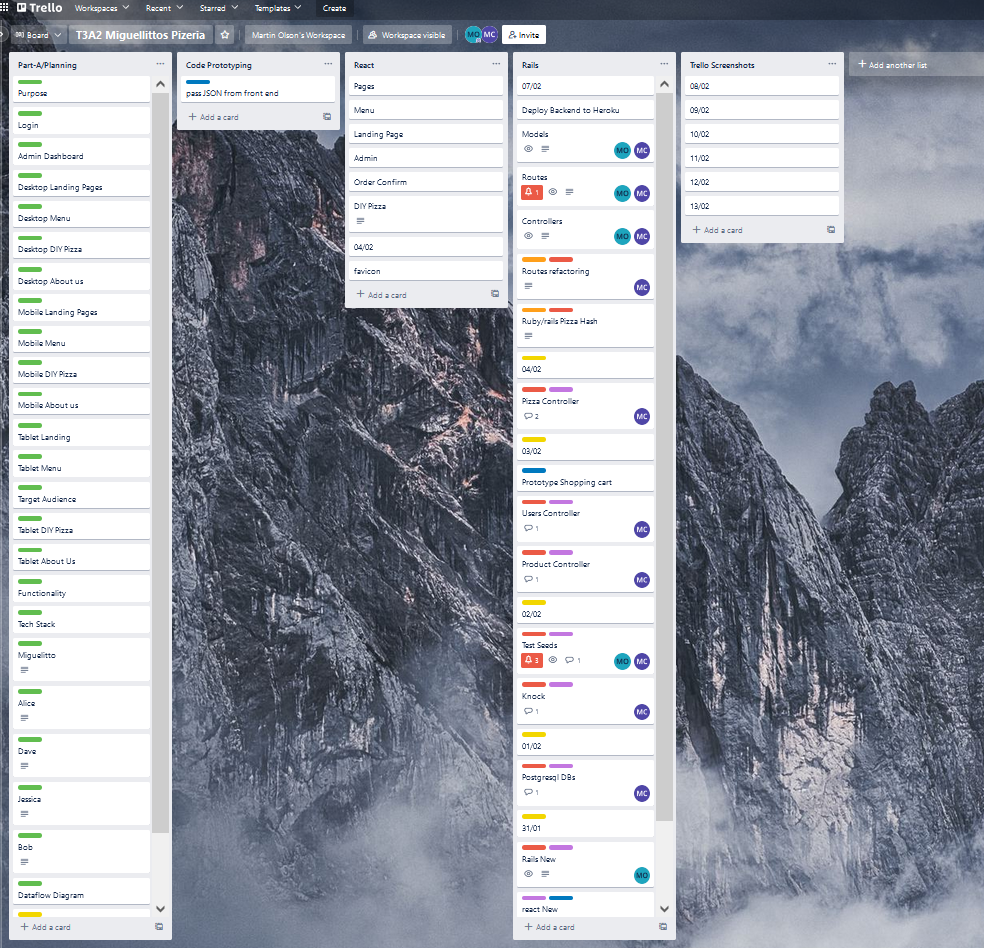 Trello
Workspaces
Recent
Starred
Templates
Create
Board
T3A2 Miguellittos Pizeria
Martin Olson's Workspace
Workspace visible
MO
MC
Invite
Part-A/Planning
Purpose
Login
Admin Dashboard
Desktop Landing Pages
Desktop Menu
Desktop DIY Pizza
Desktop About us
Mobile Landing Pages
Mobile Menu
Mobile DIY Pizza
Mobile About us
Tablet Landing
Tablet Menu
Target Audience
Tablet DIY Pizza
Tablet About Us
Functionality
Tech Stack
Miguelitto
Alice
Dave
Jessica
Bob
Dataflow Diagram
+ Add a card
Code Prototyping
pass JSON from front end
+ Add a card
React
Pages
Menu
Landing Page
Admin
Order Confirm
DIY Pizza
04/02
favicon
+ Add a card
Rails
07/02
Deploy Backend to Heroku
Models
MO MC
Routes
1 MO MC
Controllers
MO MC
Routes refactoring
MC
Ruby/rails Pizza Hash
04/02
Pizza Controller
2 MC
03/02
Prototype Shopping cart
Users Controller
1 MC
Product Controller
1 MC
02/02
Test Seeds
3 1 MO MC
Knock
1 MC
01/02
Postgresql DBs
1 MC
31/01
Rails New
MO
react New
+ Add a card
Trello Screenshots
08/02
09/02
10/02
11/02
12/02
13/02
+ Add a card
+ Add another list